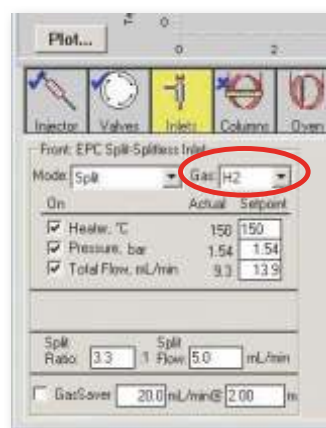 Plot...
0
0 2
Injector Valves Inlets Columns Oven
Front: EPC Split-Splitless Inlet
Mode: Split Gas: H2
On Actual Setpoint
Heater, °C 150 150
Pressure, bar 1.54 1.54
Total Flow, mL/min 9.3 13.9
Split Ratio: 3.3 :1 Split Flow: 5.0 mL/min
GasSaver 20.0 mL/min@ 2.00 m